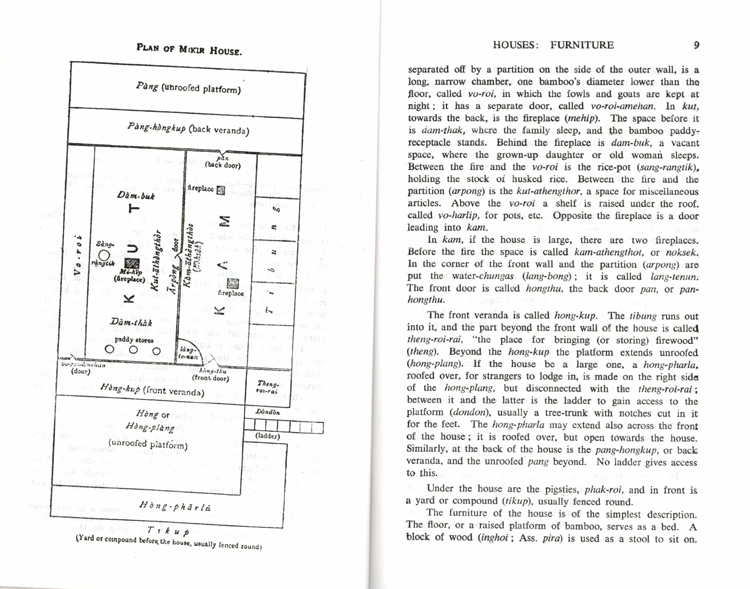 PLAN OF MIKIR HOUSE.
Pàng (unroofed platform)
Pàng-hòngkup (back veranda)
pàn
(back door)
fireplace
Dàm-buk
Vo-roi
Sàng-
ràngtik
KUT
Mé-hip
(fireplace)
Kut-àthèngthòr
Àrpòng
door
Kàm-àthèngthòt
KAM
fireplace
Tibung
Dàm-thàk
paddy stores
làng-
te-nun
vo-roi-amehàn
(door)
hòng-thu
(front door)
Hòng-kup (front veranda)
Theng-
roi-rai
Hòng or
Hòng-plàng
(unroofed platform)
Dòndòn
(ladder)
Hòng-phàrlà
Tikup
(Yard or compound before the house, usually fenced round)
HOUSES: FURNITURE 9
separated off by a partition on the side of the outer wall, is a
long, narrow chamber, one bamboo's diameter lower than the
floor, called vo-roi, in which the fowls and goats are kept at
night; it has a separate door, called vo-roi-amehan. In kut,
towards the back, is the fireplace (mehip). The space before it
is dam-thak, where the family sleep, and the bamboo paddy-
receptacle stands. Behind the fireplace is dam-buk, a vacant
space, where the grown-up daughter or old woman sleeps.
Between the fire and the vo-roi is the rice-pot (sang-rangtik),
holding the stock of husked rice. Between the fire and the
partition (arpong) is the kut-athengthor, a space for miscellaneous
articles. Above the vo-roi a shelf is raised under the roof,
called vo-harlip, for pots, etc. Opposite the fireplace is a door
leading into kam.
In kam, if the house is large, there are two fireplaces.
Before the fire the space is called kam-athengthot, or noksek.
In the corner of the front wall and the partition (arpong) are
put the water-chungas (lang-bong); it is called lang-tenun.
The front door is called hongthu, the back door pan, or pan-
hongthu.
The front veranda is called hong-kup. The tibung runs out
into it, and the part beyond the front wall of the house is called
theng-roi-rai, "the place for bringing (or storing) firewood"
(theng). Beyond the hong-kup the platform extends unroofed
(hong-plang). If the house be a large one, a hong-pharla,
roofed over, for strangers to lodge in, is made on the right side
of the hong-plang, but disconnected with the theng-roi-rai;
between it and the latter is the ladder to gain access to the
platform (dondon), usually a tree-trunk with notches cut in it
for the feet. The hong-pharla may extend also across the front
of the house; it is roofed over, but open towards the house.
Similarly, at the back of the house is the pang-hongkup, or back
veranda, and the unroofed pang beyond. No ladder gives access
to this.
Under the house are the pigsties, phak-roi, and in front is
a yard or compound (tikup), usually fenced round.
The furniture of the house is of the simplest description.
The floor, or a raised platform of bamboo, serves as a bed. A
block of wood (inghoi; Ass. pira) is used as a stool to sit on.